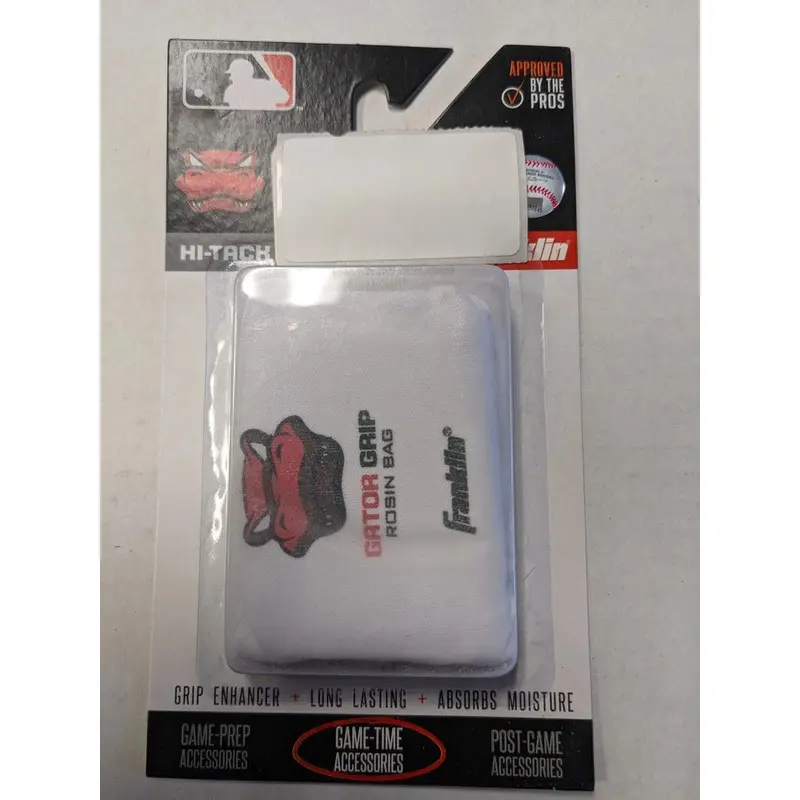 APPROVED
BY THE
PROS
HI-TACK
lin
GATOR GRIP
ROSIN BAG
Franklin®
GRIP ENHANCER + LONG LASTING + ABSORBS MOISTURE
GAME-PREP
ACCESSORIES
GAME-TIME
ACCESSORIES
POST-GAME
ACCESSORIES